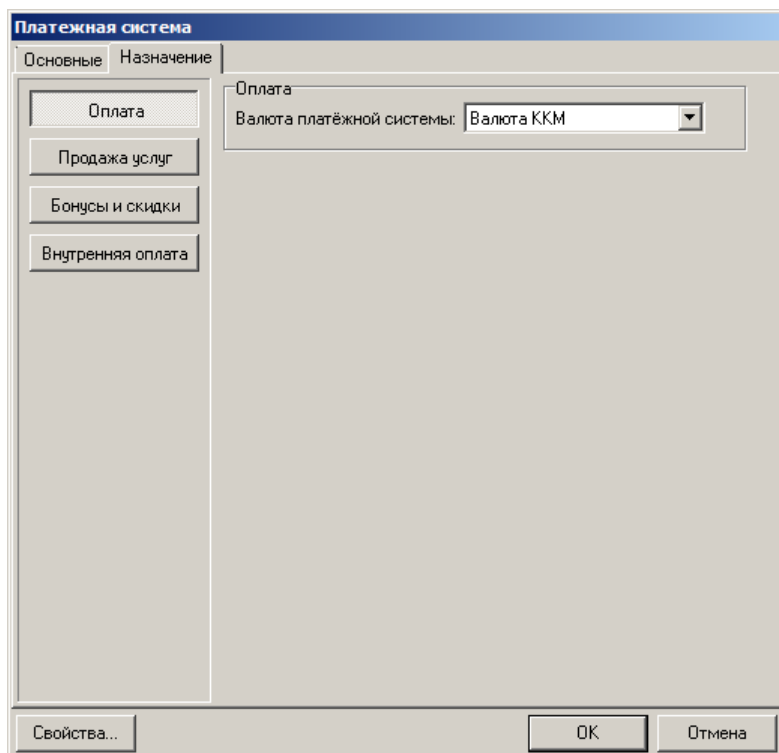 Платежная система
Основные Назначение
Оплата
Продажа услуг
Бонусы и скидки
Внутренняя оплата
Оплата
Валюта платёжной системы: Валюта ККМ
Свойства... OK Отмена